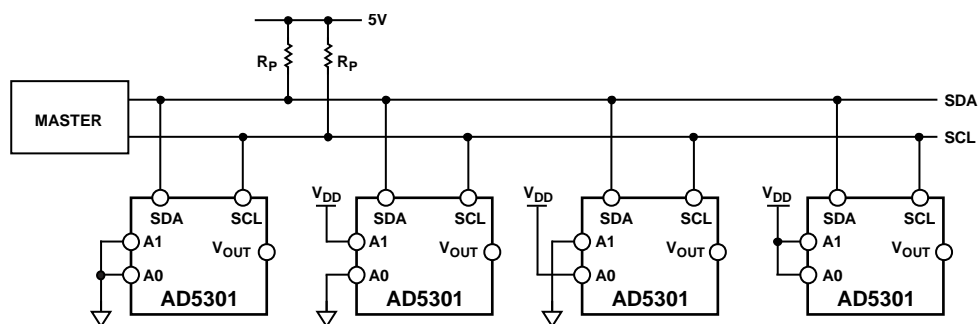 5V
RP RP
SDA
MASTER
SCL
VDD VDD VDD
SDA SCL SDA SCL SDA SCL SDA SCL
A1 A1 A1 A1
VOUT VOUT VOUT VOUT
A0 A0 A0 A0
AD5301 AD5301 AD5301 AD5301